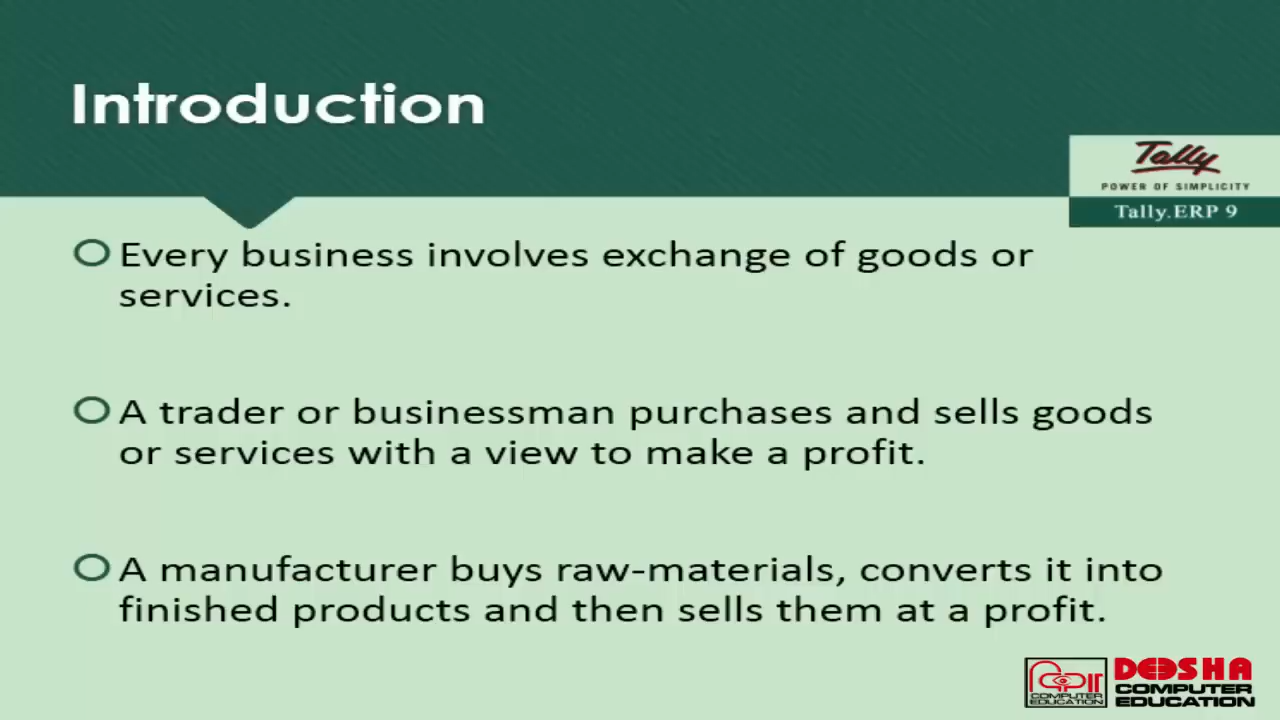 Introduction
Tally
POWER OF SIMPLICITY
Tally.ERP 9
Every business involves exchange of goods or
services.
A trader or businessman purchases and sells goods
or services with a view to make a profit.
A manufacturer buys raw-materials, converts it into
finished products and then sells them at a profit.
COMPUTER
EDUCATION
DEOSHA
COMPUTER
EDUCATION